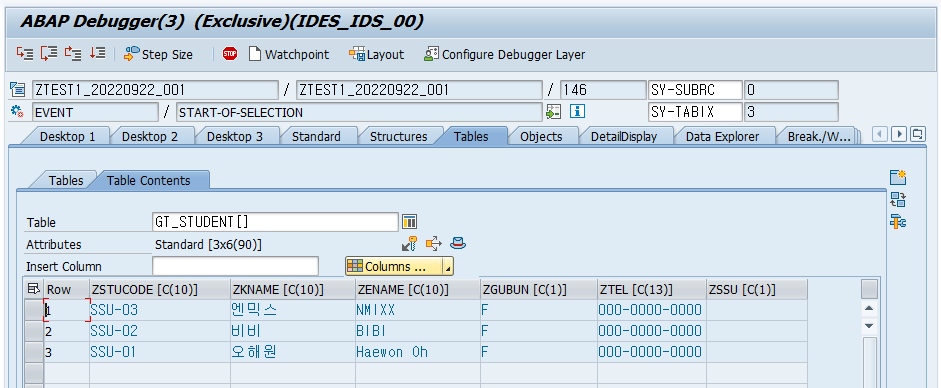 ABAP Debugger(3) (Exclusive)(IDES_IDS_00)
Step Size STOP Watchpoint Layout Configure Debugger Layer
ZTEST1_20220922_001 / ZTEST1_20220922_001 / 146 SY-SUBRC 0
EVENT / START-OF-SELECTION SY-TABIX 3
Desktop 1 Desktop 2 Desktop 3 Standard Structures Tables Objects DetailDisplay Data Explorer Break./W...
Tables Table Contents
Table GT_STUDENT[]
Attributes Standard [3x6(90)]
Insert Column Columns ...
Row ZSTUCODE [C(10)] ZKNAME [C(10)] ZENAME [C(10)] ZGUBUN [C(1)] ZTEL [C(13)] ZSSU [C(1)]
1 SSU-03 엔믹스 NMIXX F 000-0000-0000
2 SSU-02 비비 BIBI F 000-0000-0000
3 SSU-01 오해원 Haewon Oh F 000-0000-0000